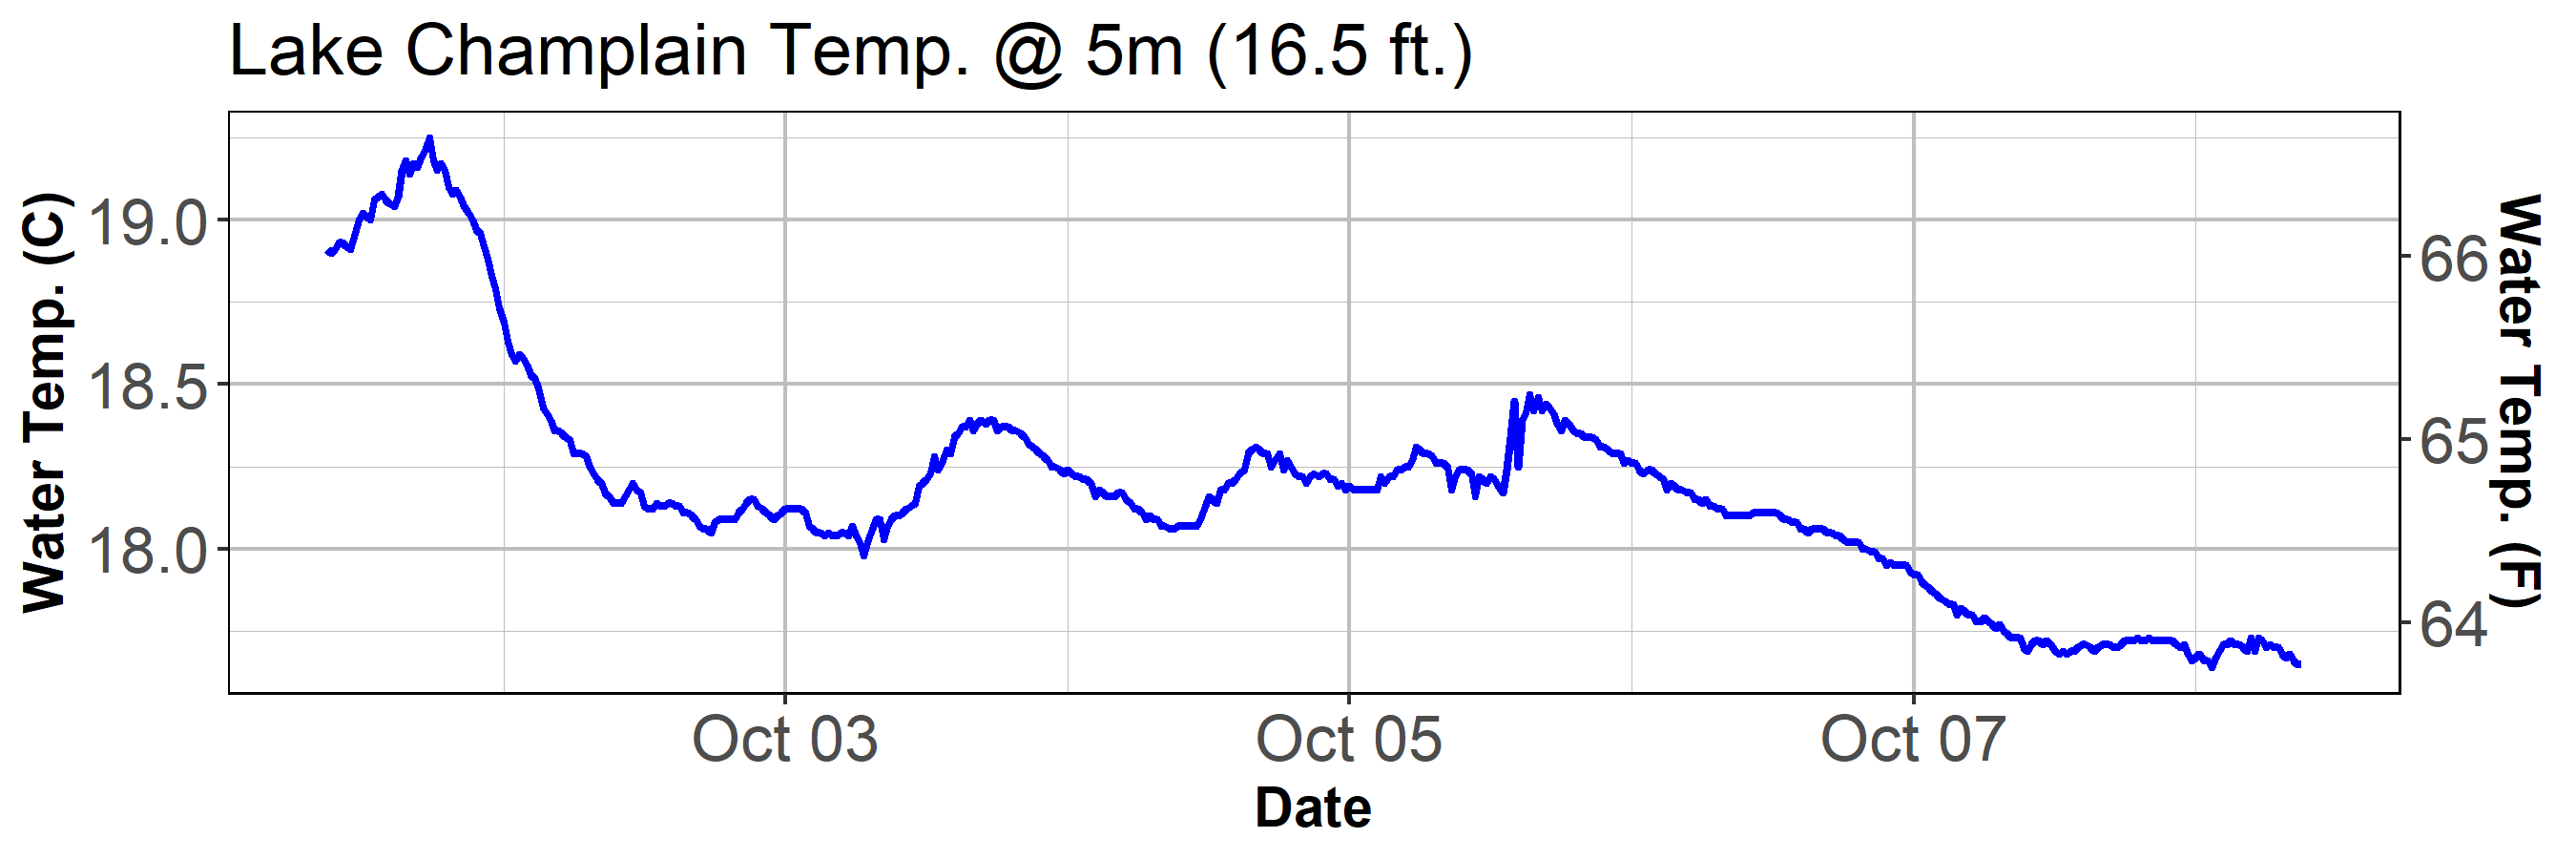 Lake Champlain Temp. @ 5m (16.5 ft.)
Water Temp. (C)
19.0
18.5
18.0
66
65
64
Water Temp. (F)
Oct 03 Oct 05 Oct 07
Date